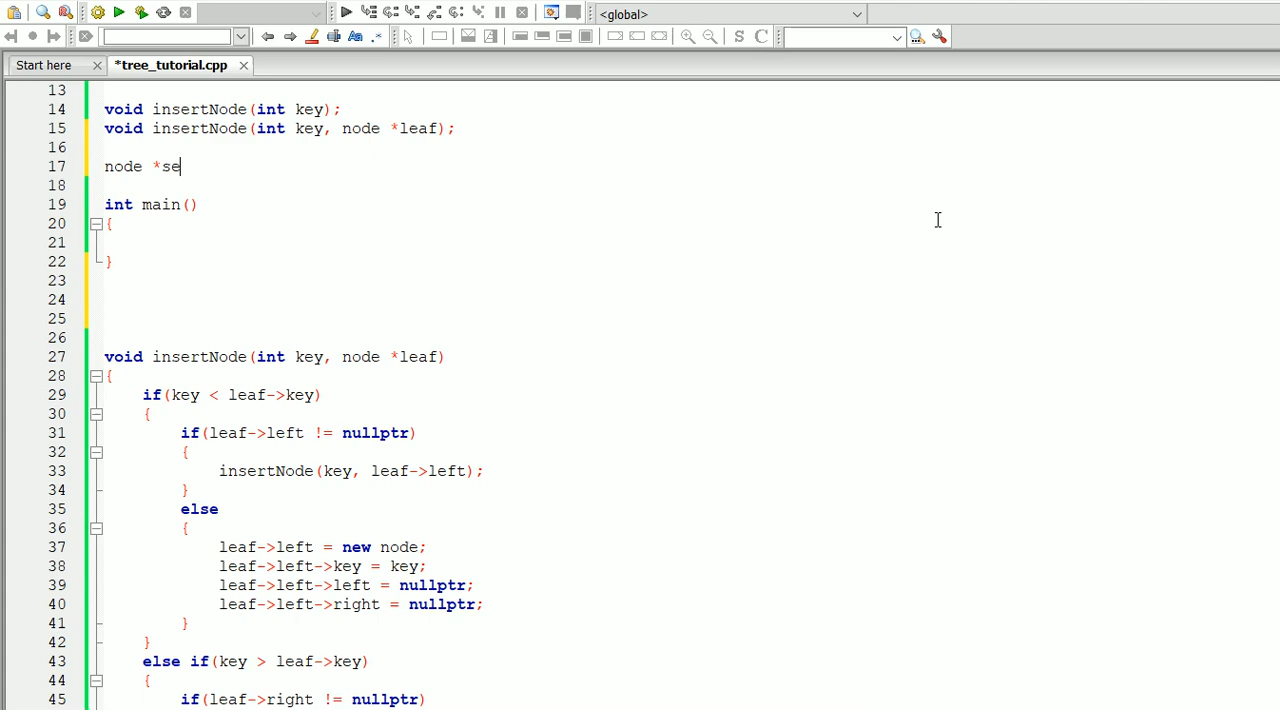 <global>
S C
Start here
*tree_tutorial.cpp
13
14 void insertNode(int key);
15 void insertNode(int key, node *leaf);
16
17 node *se
18
19 int main()
20 {
21
22 }
23
24
25
26
27 void insertNode(int key, node *leaf)
28 {
29 if(key < leaf->key)
30 {
31 if(leaf->left != nullptr)
32 {
33 insertNode(key, leaf->left);
34 }
35 else
36 {
37 leaf->left = new node;
38 leaf->left->key = key;
39 leaf->left->left = nullptr;
40 leaf->left->right = nullptr;
41 }
42 }
43 else if(key > leaf->key)
44 {
45 if(leaf->right != nullptr)